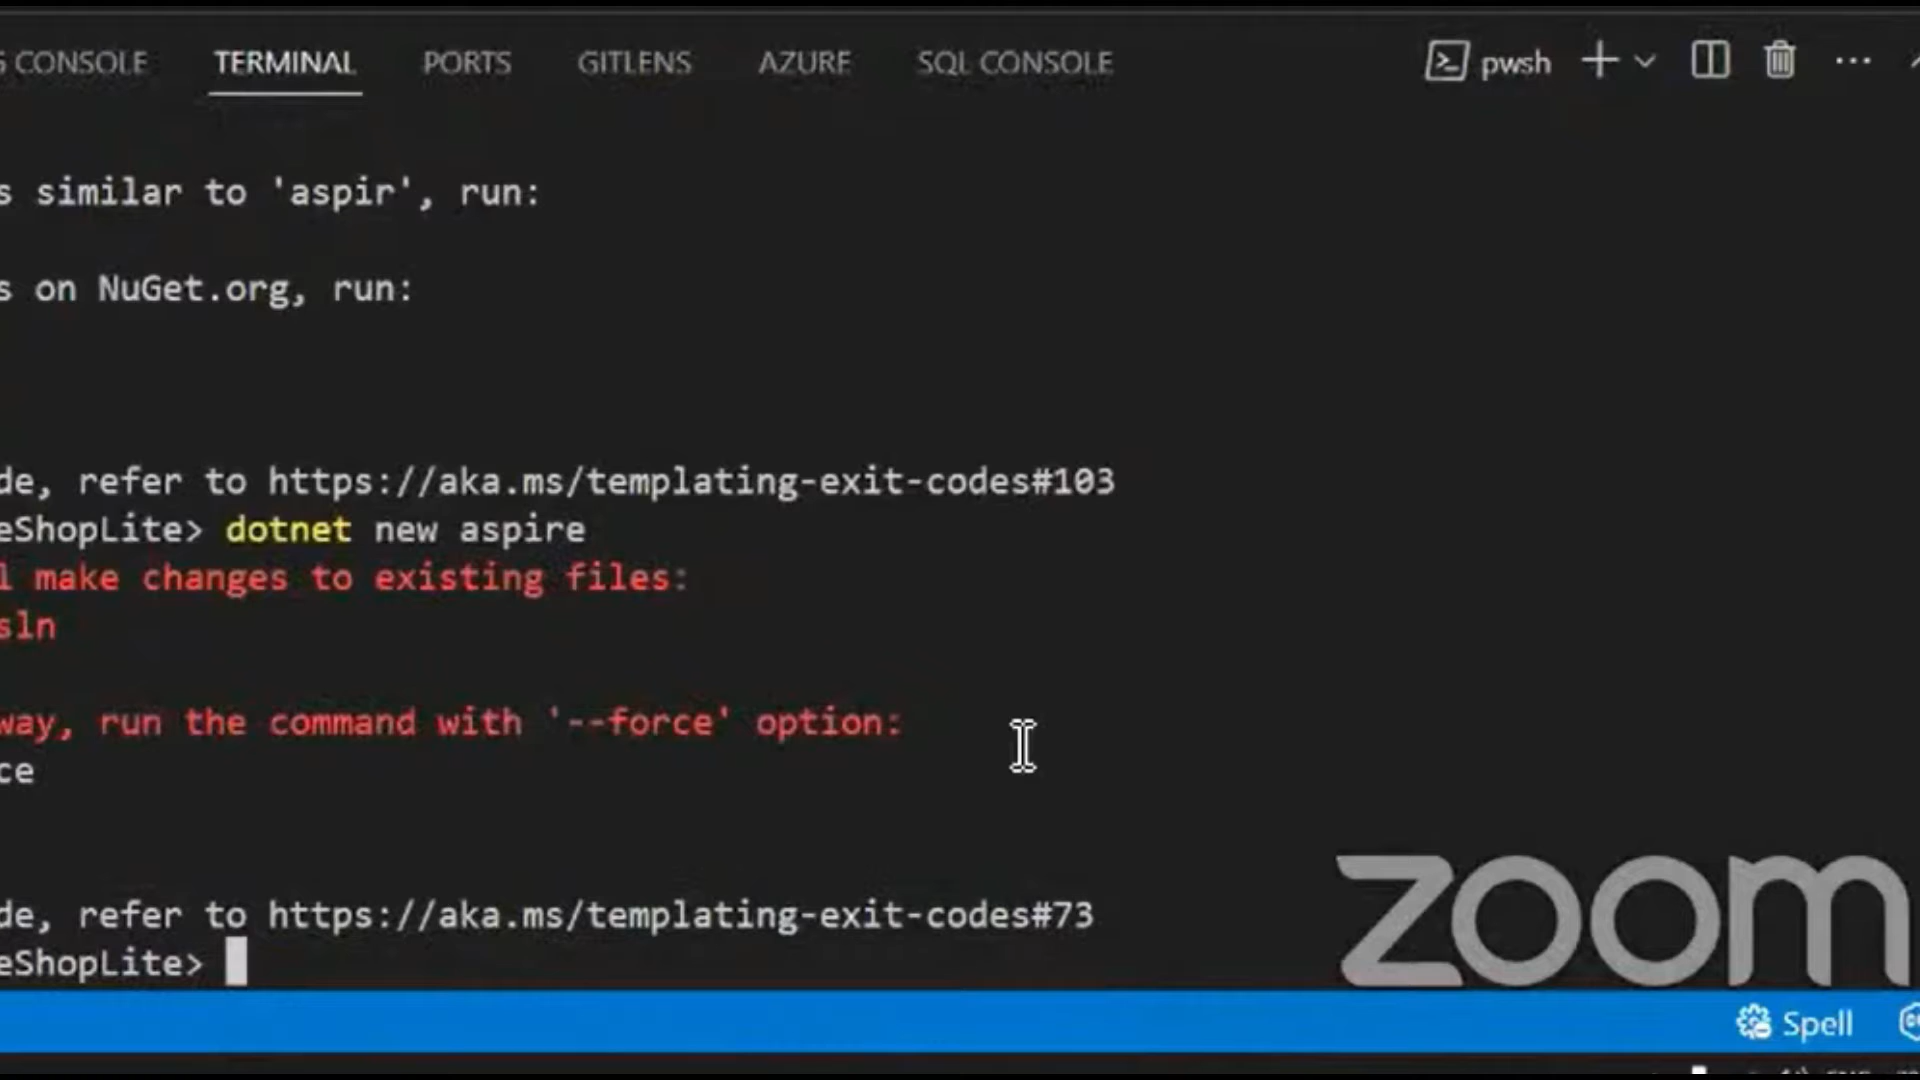 CONSOLE TERMINAL PORTS GITLENS AZURE SQL CONSOLE pwsh
s similar to 'aspir', run:
s on NuGet.org, run:
de, refer to https://aka.ms/templating-exit-codes#103
eShopLite> dotnet new aspire
l make changes to existing files:
sln
way, run the command with '--force' option:
ce
zoom
de, refer to https://aka.ms/templating-exit-codes#73
eShopLite>
Spell